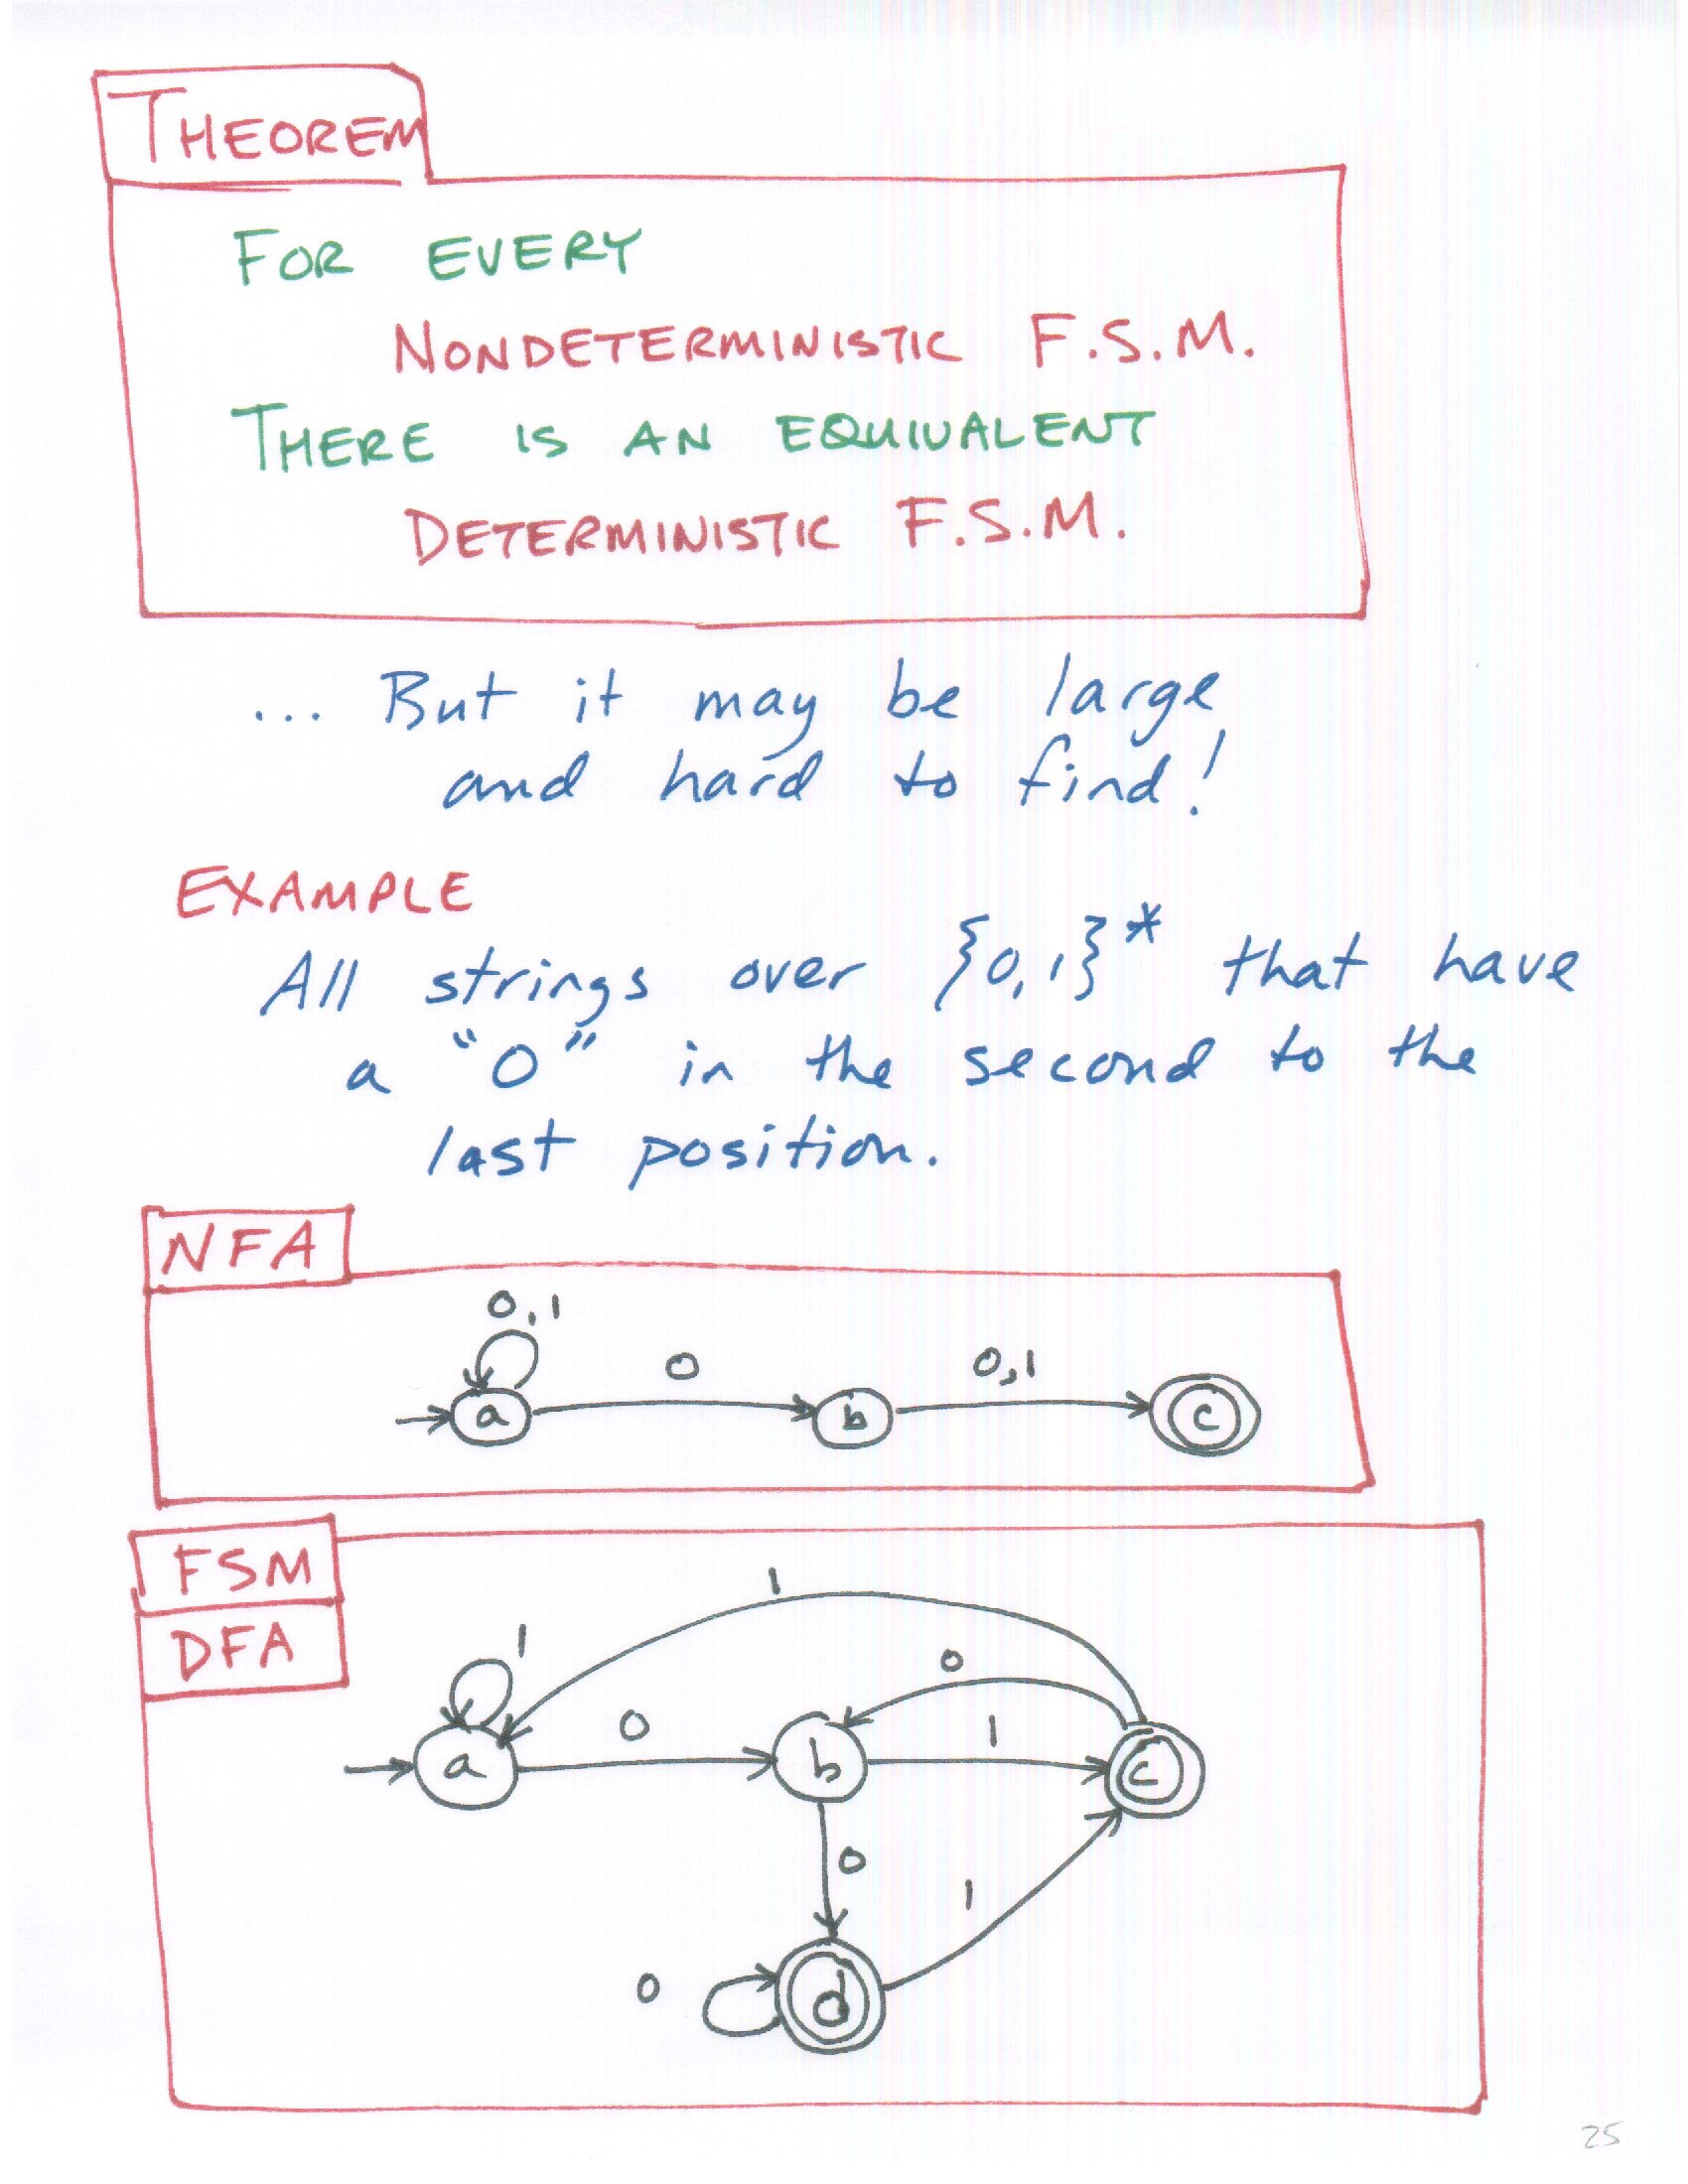 THEOREM
FOR EVERY
NONDETERMINISTIC F.S.M.
THERE IS AN EQUIVALENT
DETERMINISTIC F.S.M.
... But it may be large
and hard to find!
EXAMPLE
All strings over {0,1}* that have
a "0" in the second to the
last position.
NFA
0,1
0
0,1
a
b
c
FSM
DFA
1
1
0
0
1
a
b
c
0
1
0
d
25